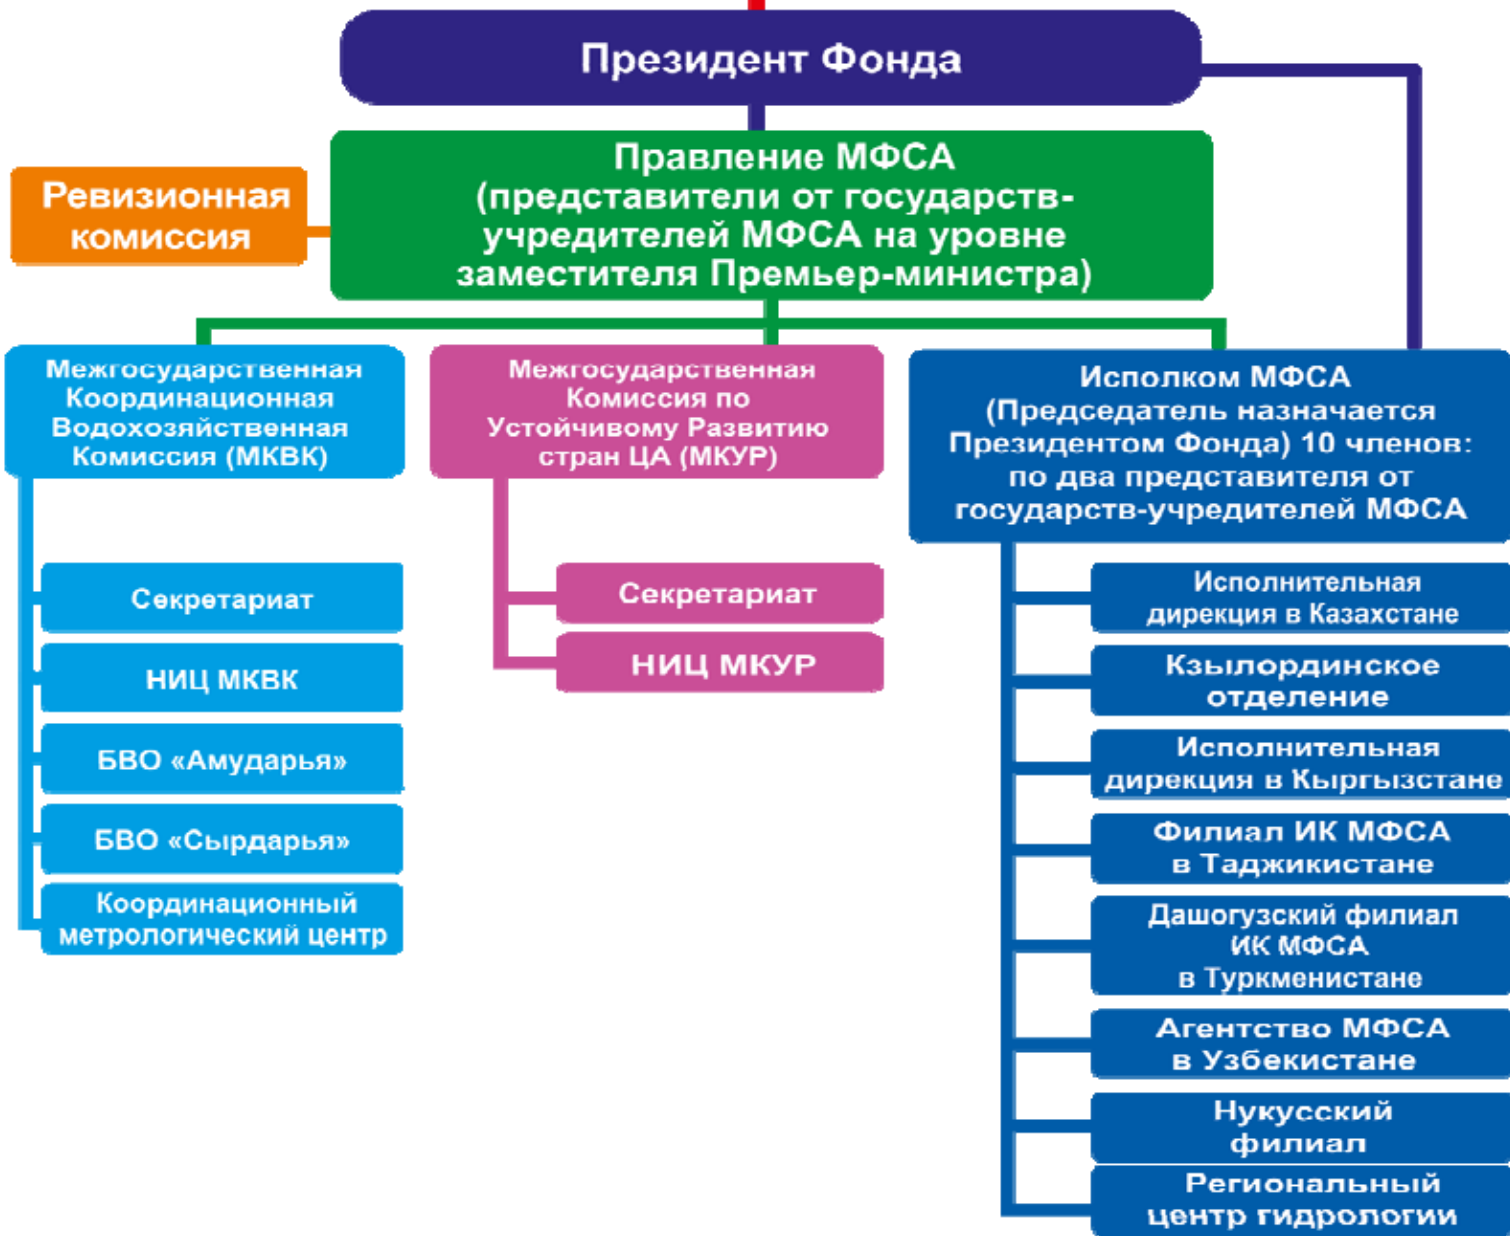 Президент Фонда
Правление МФСА
(представители от государств-
учредителей МФСА на уровне
заместителя Премьер-министра)
Ревизионная
комиссия
Межгосударственная
Координационная
Водохозяйственная
Комиссия (МКВК)
Секретариат
НИЦ МКВК
БВО «Амударья»
БВО «Сырдарья»
Координационный
метрологический центр
Межгосударственная
Комиссия по
Устойчивому Развитию
стран ЦА (МКУР)
Секретариат
НИЦ МКУР
Исполком МФСА
(Председатель назначается
Президентом Фонда) 10 членов:
по два представителя от
государств-учредителей МФСА
Исполнительная
дирекция в Казахстане
Кзылординское
отделение
Исполнительная
дирекция в Кыргызстане
Филиал ИК МФСА
в Таджикистане
Дашогузский филиал
ИК МФСА
в Туркменистане
Агентство МФСА
в Узбекистане
Нукусский
филиал
Региональный
центр гидрологии